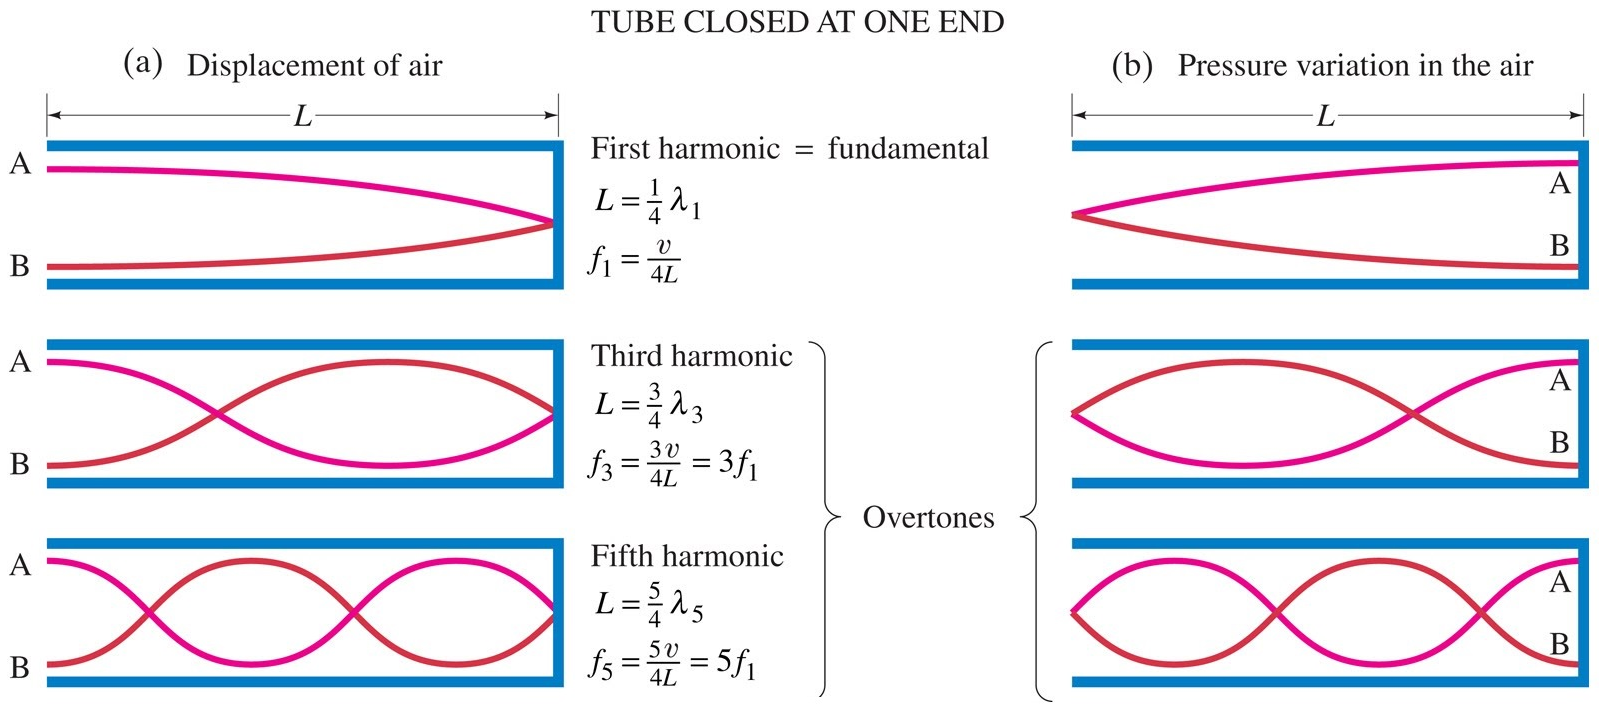 TUBE CLOSED AT ONE END
(a) Displacement of air
(b) Pressure variation in the air
L
L
A
B
First harmonic = fundamental
L = 1/4 λ₁
f₁ = v/4L
A
B
A
B
Third harmonic
L = 3/4 λ₃
f₃ = 3v/4L = 3f₁
A
B
Overtones
A
B
Fifth harmonic
L = 5/4 λ₅
f₅ = 5v/4L = 5f₁
A
B